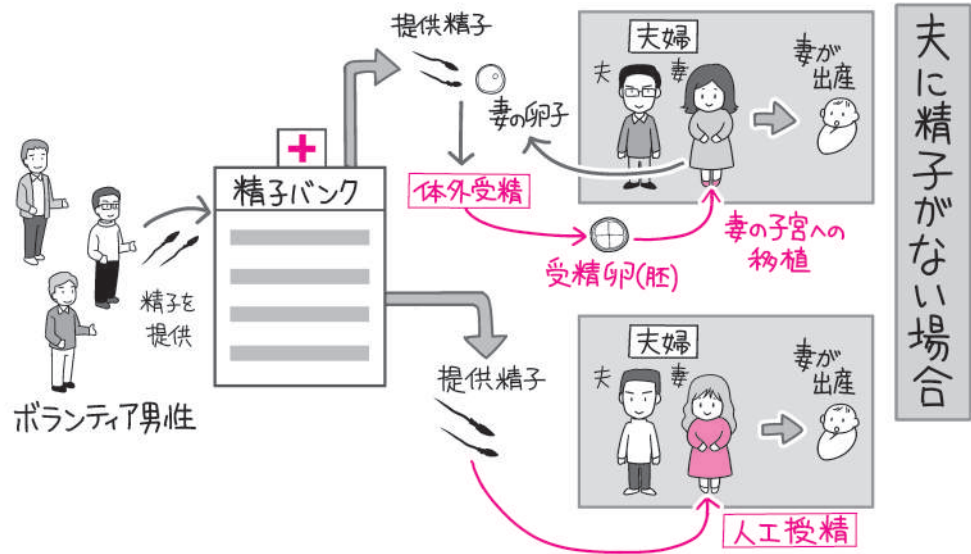 夫に精子がない場合
ボランティア男性
精子を
提供
精子バンク
提供精子
妻の卵子
体外受精
受精卵(胚)
妻の子宮への
移植
夫婦
夫
妻
妻が
出産
提供精子
人工授精
夫婦
夫
妻
妻が
出産